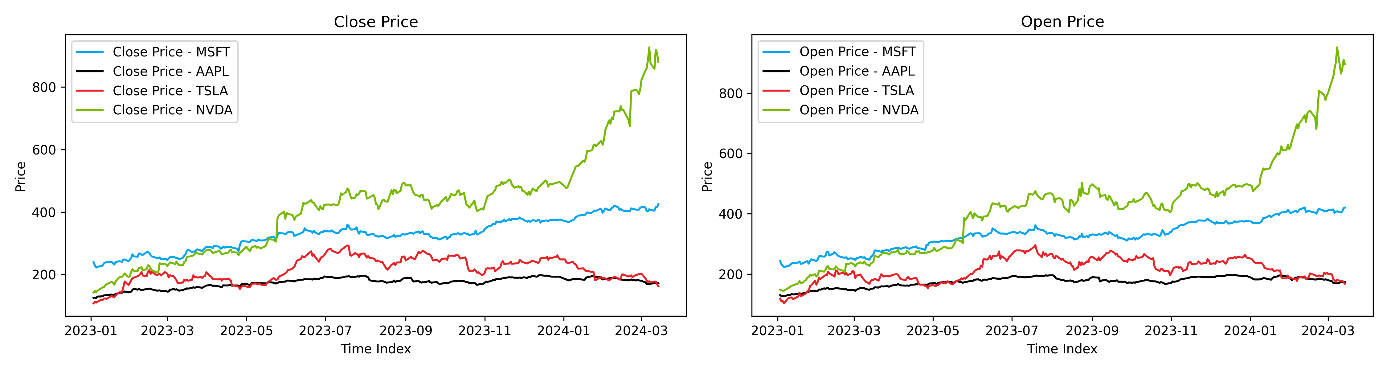 Close Price
Close Price - MSFT
Close Price - AAPL
Close Price - TSLA
Close Price - NVDA
Price
800
600
400
200
2023-01 2023-03 2023-05 2023-07 2023-09 2023-11 2024-01 2024-03
Time Index
Open Price
Open Price - MSFT
Open Price - AAPL
Open Price - TSLA
Open Price - NVDA
Price
800
600
400
200
2023-01 2023-03 2023-05 2023-07 2023-09 2023-11 2024-01 2024-03
Time Index